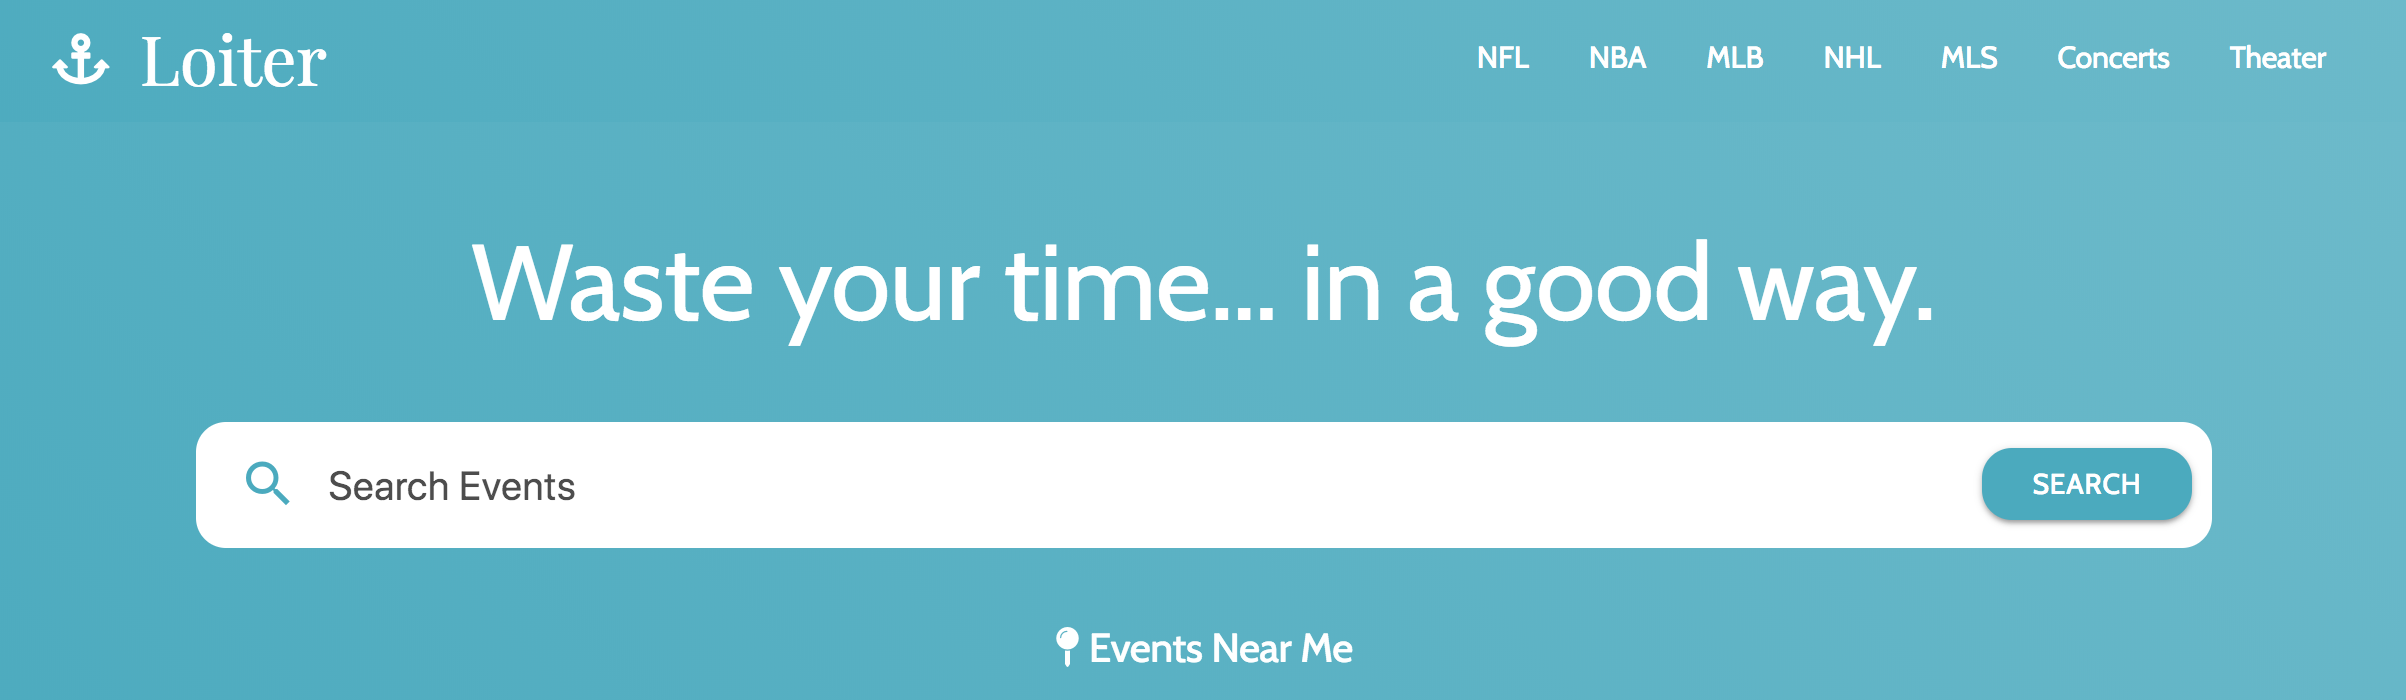 Loiter
NFL NBA MLB NHL MLS Concerts Theater
Waste your time... in a good way.
Search Events
SEARCH
Events Near Me